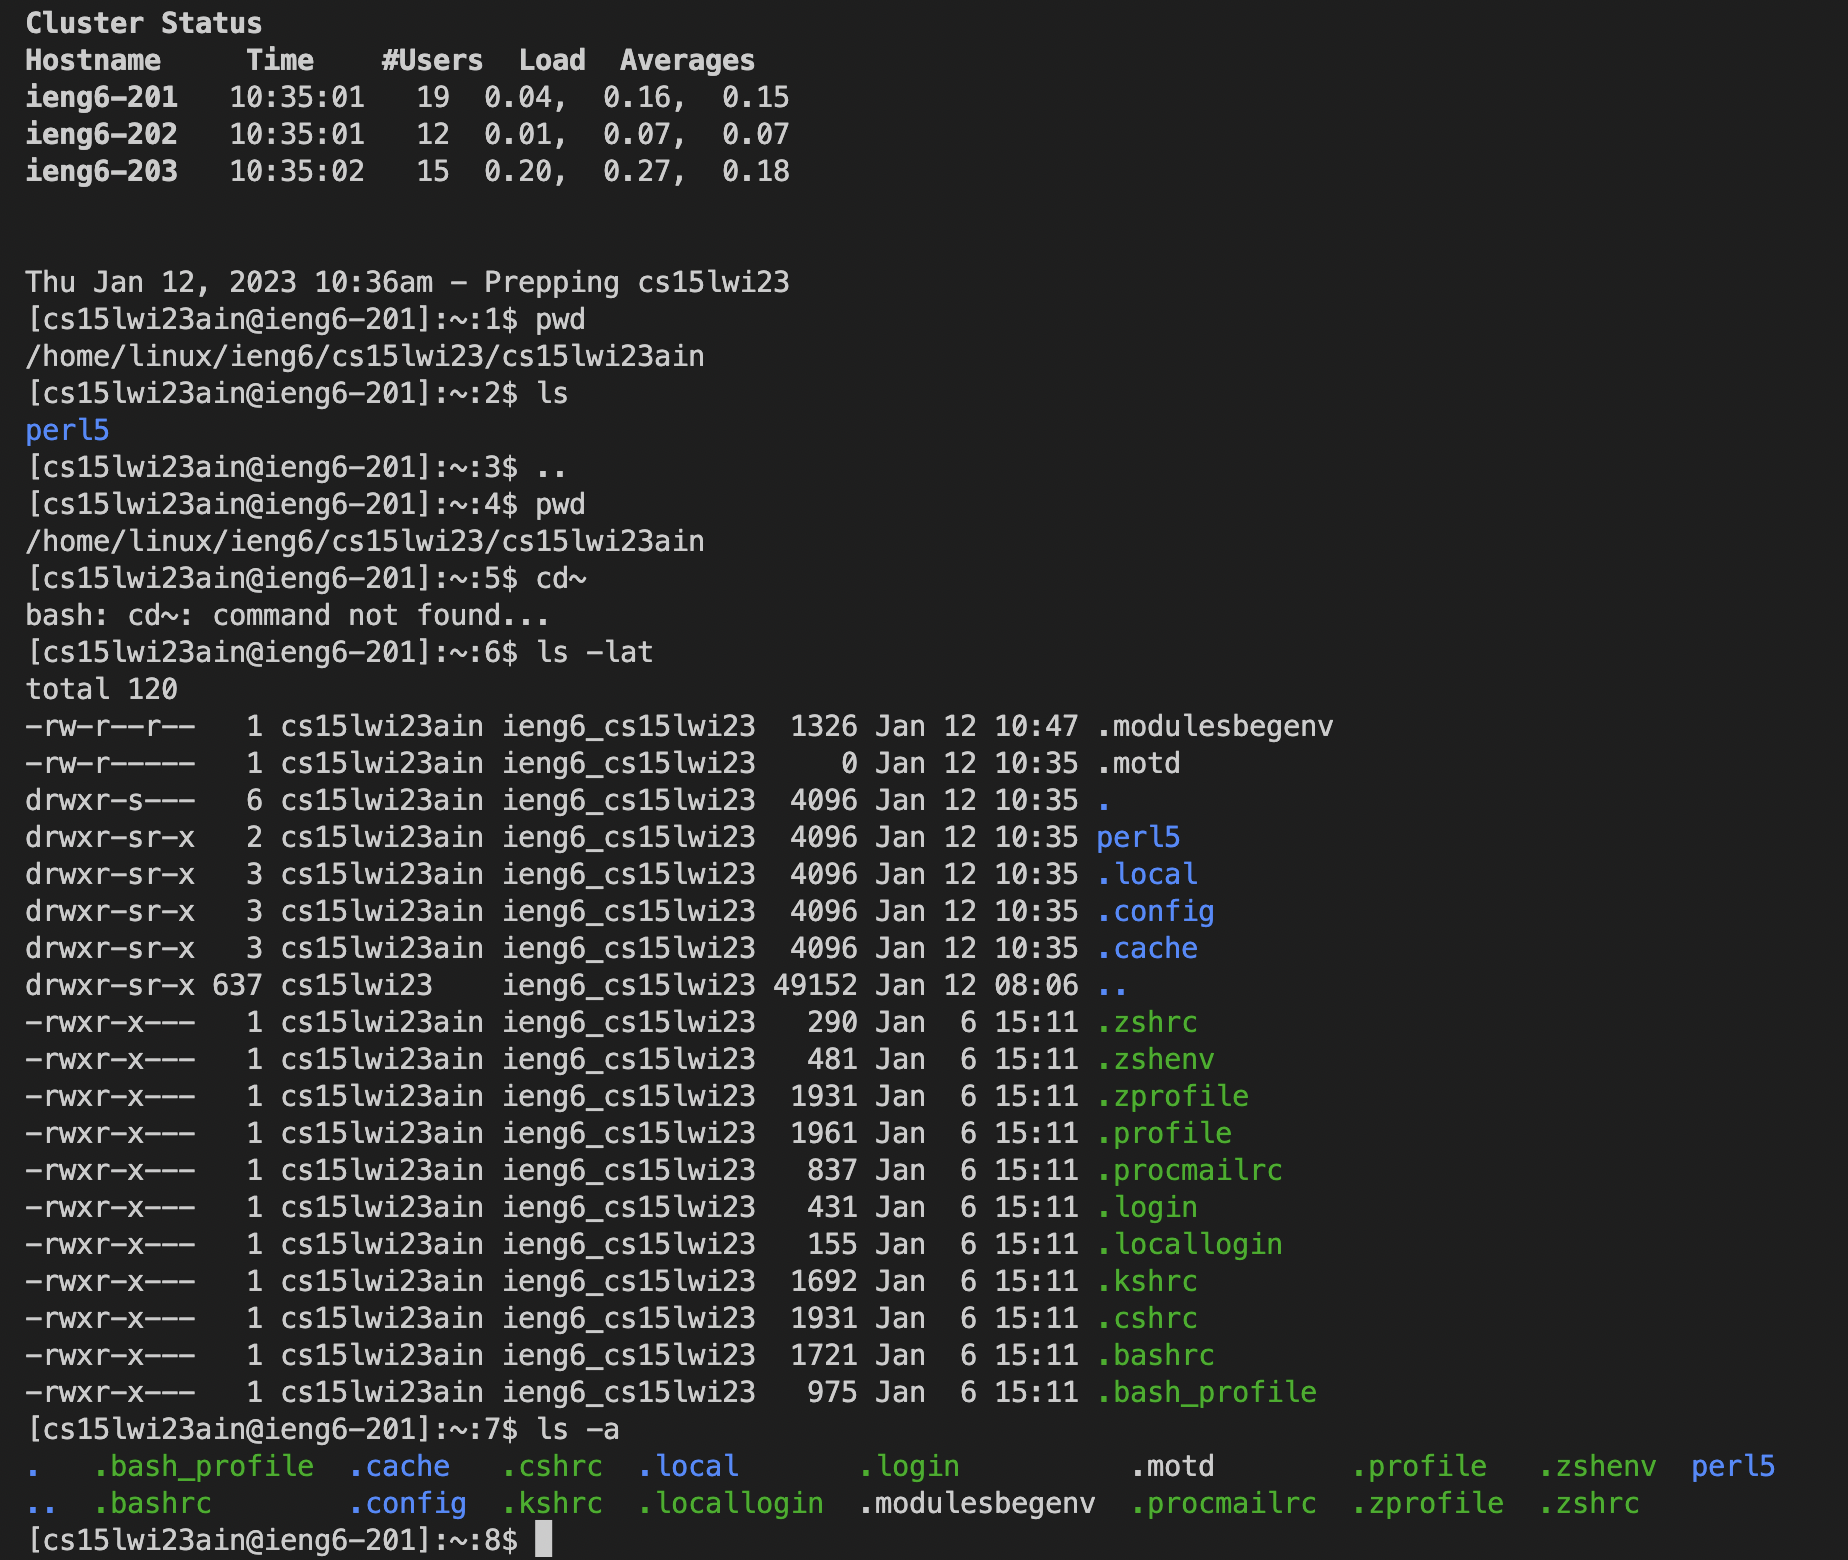 Cluster Status
Hostname     Time    #Users  Load  Averages
ieng6-201   10:35:01   19  0.04,  0.16,  0.15
ieng6-202   10:35:01   12  0.01,  0.07,  0.07
ieng6-203   10:35:02   15  0.20,  0.27,  0.18
Thu Jan 12, 2023 10:36am - Prepping cs15lwi23
[cs15lwi23ain@ieng6-201]:~:1$ pwd
/home/linux/ieng6/cs15lwi23/cs15lwi23ain
[cs15lwi23ain@ieng6-201]:~:2$ ls
perl5
[cs15lwi23ain@ieng6-201]:~:3$ ..
[cs15lwi23ain@ieng6-201]:~:4$ pwd
/home/linux/ieng6/cs15lwi23/cs15lwi23ain
[cs15lwi23ain@ieng6-201]:~:5$ cd~
bash: cd~: command not found...
[cs15lwi23ain@ieng6-201]:~:6$ ls -lat
total 120
-rw-r--r--   1 cs15lwi23ain ieng6_cs15lwi23  1326 Jan 12 10:47 .modulesbegenv
-rw-r-----   1 cs15lwi23ain ieng6_cs15lwi23     0 Jan 12 10:35 .motd
drwxr-s---   6 cs15lwi23ain ieng6_cs15lwi23  4096 Jan 12 10:35 .
drwxr-sr-x   2 cs15lwi23ain ieng6_cs15lwi23  4096 Jan 12 10:35 perl5
drwxr-sr-x   3 cs15lwi23ain ieng6_cs15lwi23  4096 Jan 12 10:35 .local
drwxr-sr-x   3 cs15lwi23ain ieng6_cs15lwi23  4096 Jan 12 10:35 .config
drwxr-sr-x   3 cs15lwi23ain ieng6_cs15lwi23  4096 Jan 12 10:35 .cache
drwxr-sr-x 637 cs15lwi23    ieng6_cs15lwi23 49152 Jan 12 08:06 ..
-rwxr-x---   1 cs15lwi23ain ieng6_cs15lwi23   290 Jan  6 15:11 .zshrc
-rwxr-x---   1 cs15lwi23ain ieng6_cs15lwi23   481 Jan  6 15:11 .zshenv
-rwxr-x---   1 cs15lwi23ain ieng6_cs15lwi23  1931 Jan  6 15:11 .zprofile
-rwxr-x---   1 cs15lwi23ain ieng6_cs15lwi23  1961 Jan  6 15:11 .profile
-rwxr-x---   1 cs15lwi23ain ieng6_cs15lwi23   837 Jan  6 15:11 .procmailrc
-rwxr-x---   1 cs15lwi23ain ieng6_cs15lwi23   431 Jan  6 15:11 .login
-rwxr-x---   1 cs15lwi23ain ieng6_cs15lwi23   155 Jan  6 15:11 .locallogin
-rwxr-x---   1 cs15lwi23ain ieng6_cs15lwi23  1692 Jan  6 15:11 .kshrc
-rwxr-x---   1 cs15lwi23ain ieng6_cs15lwi23  1931 Jan  6 15:11 .cshrc
-rwxr-x---   1 cs15lwi23ain ieng6_cs15lwi23  1721 Jan  6 15:11 .bashrc
-rwxr-x---   1 cs15lwi23ain ieng6_cs15lwi23   975 Jan  6 15:11 .bash_profile
[cs15lwi23ain@ieng6-201]:~:7$ ls -a
.   .bash_profile  .cache   .cshrc  .local       .login          .motd        .profile   .zshenv  perl5
..  .bashrc        .config  .kshrc  .locallogin  .modulesbegenv  .procmailrc  .zprofile  .zshrc
[cs15lwi23ain@ieng6-201]:~:8$